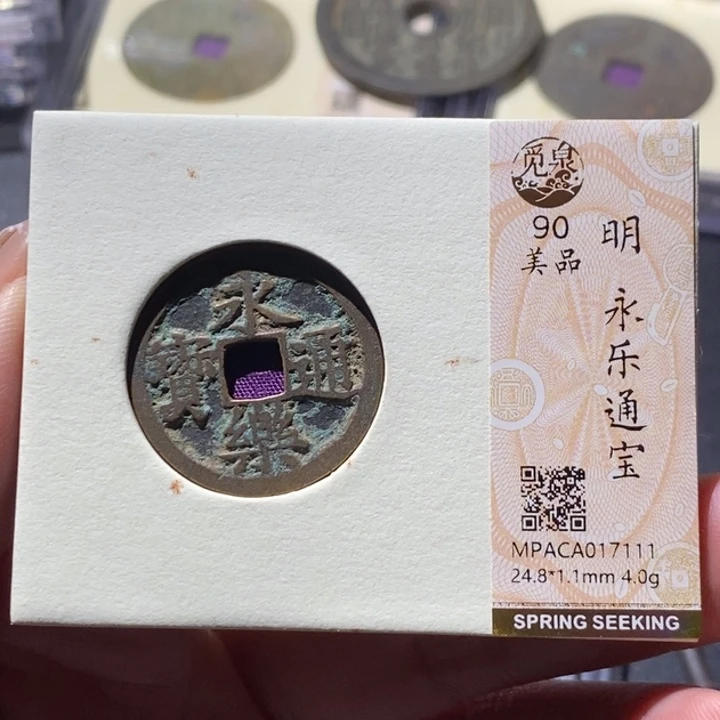 永樂通寶
觅泉
90
美品
明 永乐通宝
MPACA017111
24.8*1.1mm 4.0g
SPRING SEEKING